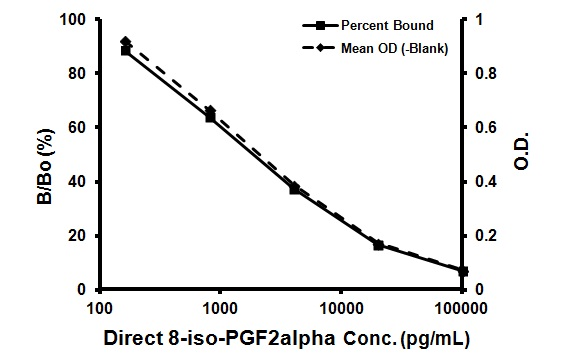 100
80
60
40
20
0
B/Bo (%)
Percent Bound
Mean OD (-Blank)
1
0.8
0.6
0.4
0.2
0
O.D.
100 1000 10000 100000
Direct 8-iso-PGF2alpha Conc. (pg/mL)